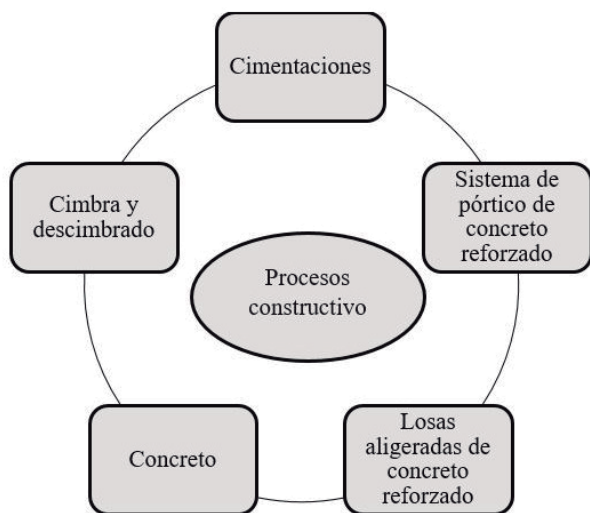 Cimentaciones
Sistema de
pórtico de
concreto
reforzado
Cimbra y
descimbrado
Procesos
constructivo
Losas
aligeradas de
concreto
reforzado
Concreto